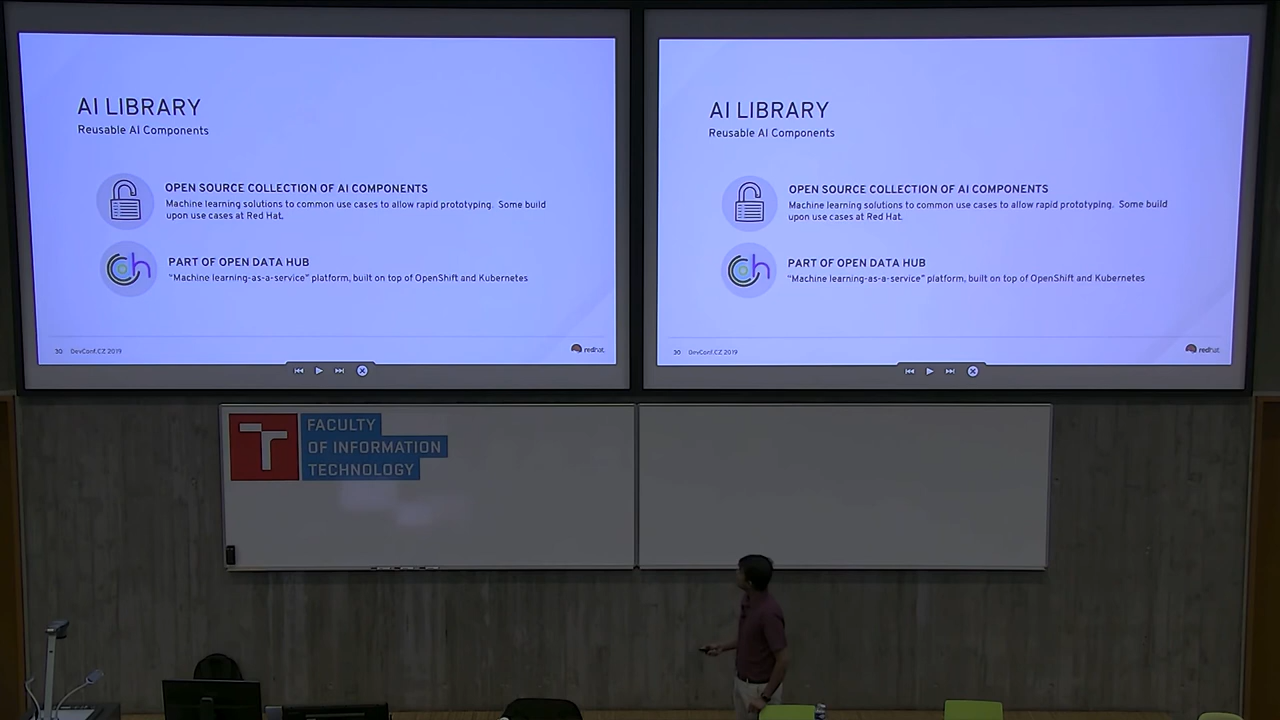 AI LIBRARY
Reusable AI Components
OPEN SOURCE COLLECTION OF AI COMPONENTS
Machine learning solutions to common use cases to allow rapid prototyping. Some build
upon use cases at Red Hat.
PART OF OPEN DATA HUB
"Machine learning-as-a-service" platform, built on top of OpenShift and Kubernetes
30 DevConf.CZ 2019
redhat.
AI LIBRARY
Reusable AI Components
OPEN SOURCE COLLECTION OF AI COMPONENTS
Machine learning solutions to common use cases to allow rapid prototyping. Some build
upon use cases at Red Hat.
PART OF OPEN DATA HUB
"Machine learning-as-a-service" platform, built on top of OpenShift and Kubernetes
30 DevConf.CZ 2019
redhat.
FACULTY
OF INFORMATION
TECHNOLOGY